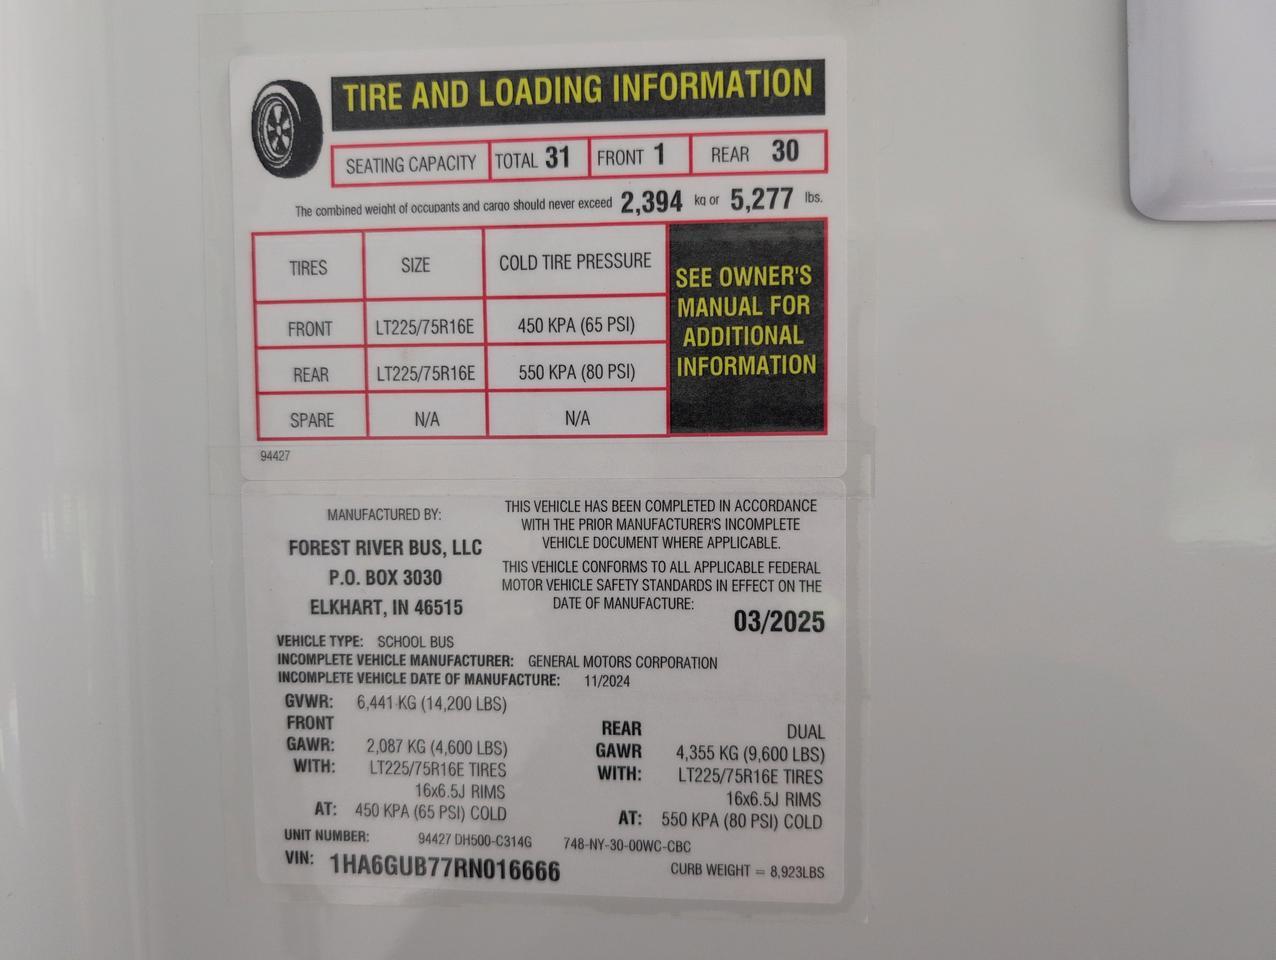 TIRE AND LOADING INFORMATION
SEATING CAPACITY TOTAL 31 FRONT 1 REAR 30
The combined weight of occupants and cargo should never exceed 2,394 kg or 5,277 lbs.
TIRES SIZE COLD TIRE PRESSURE
FRONT LT225/75R16E 450 KPA (65 PSI)
REAR LT225/75R16E 550 KPA (80 PSI)
SPARE N/A N/A
SEE OWNER'S
MANUAL FOR
ADDITIONAL
INFORMATION
94427
MANUFACTURED BY:
FOREST RIVER BUS, LLC
P.O. BOX 3030
ELKHART, IN 46515
THIS VEHICLE HAS BEEN COMPLETED IN ACCORDANCE
WITH THE PRIOR MANUFACTURER'S INCOMPLETE
VEHICLE DOCUMENT WHERE APPLICABLE.
THIS VEHICLE CONFORMS TO ALL APPLICABLE FEDERAL
MOTOR VEHICLE SAFETY STANDARDS IN EFFECT ON THE
DATE OF MANUFACTURE:
03/2025
VEHICLE TYPE: SCHOOL BUS
INCOMPLETE VEHICLE MANUFACTURER: GENERAL MOTORS CORPORATION
INCOMPLETE VEHICLE DATE OF MANUFACTURE: 11/2024
GVWR: 6,441 KG (14,200 LBS)
FRONT
GAWR: 2,087 KG (4,600 LBS)
WITH: LT225/75R16E TIRES
16x6.5J RIMS
AT: 450 KPA (65 PSI) COLD
REAR DUAL
GAWR 4,355 KG (9,600 LBS)
WITH: LT225/75R16E TIRES
16x6.5J RIMS
AT: 550 KPA (80 PSI) COLD
UNIT NUMBER: 94427 DH500-C314G 748-NY-30-00WC-CBC
VIN: 1HA6GUB77RN016666
CURB WEIGHT = 8,923LBS